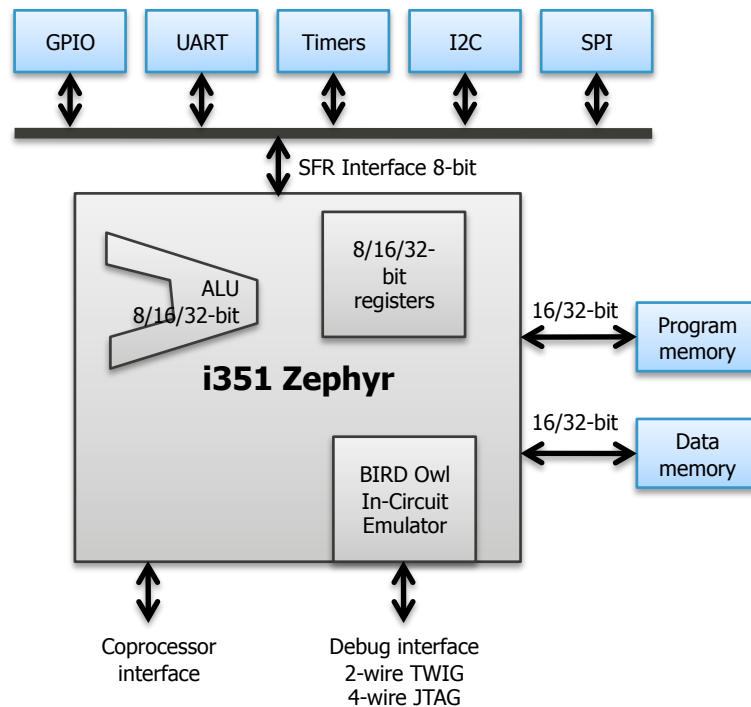 GPIO
UART
Timers
I2C
SPI
SFR Interface 8-bit
ALU
8/16/32-bit
8/16/32-
bit
registers
i351 Zephyr
16/32-bit
Program
memory
16/32-bit
Data
memory
BIRD Owl
In-Circuit
Emulator
Coprocessor
interface
Debug interface
2-wire TWIG
4-wire JTAG